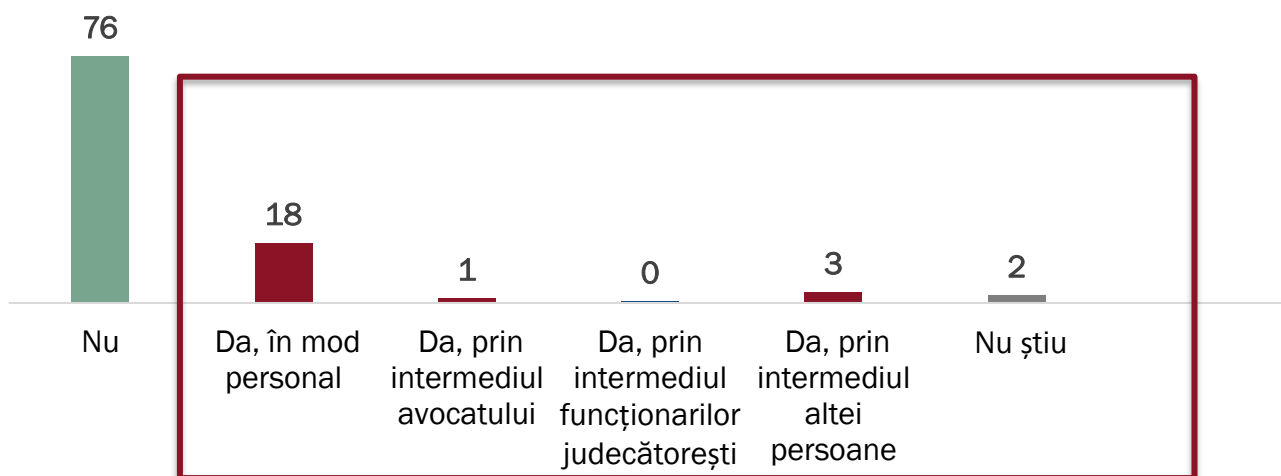 76
18
1
0
3
2
Nu
Da, în mod
personal
Da, prin
intermediul
avocatului
Da, prin
intermediul
funcționarilor
judecătorești
Da, prin
intermediul
altei
persoane
Nu știu